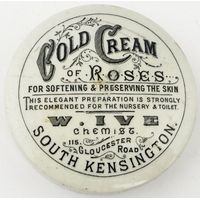 COLD CREAM
OF ROSES
FOR SOFTENING & PRESERVING THE SKIN
THIS ELEGANT PREPARATION IS STRONGLY
RECOMMENDED FOR THE NURSERY & TOILET.
W. IVE
CHEMIST.
115, GLOUCESTER ROAD
SOUTH KENSINGTON.